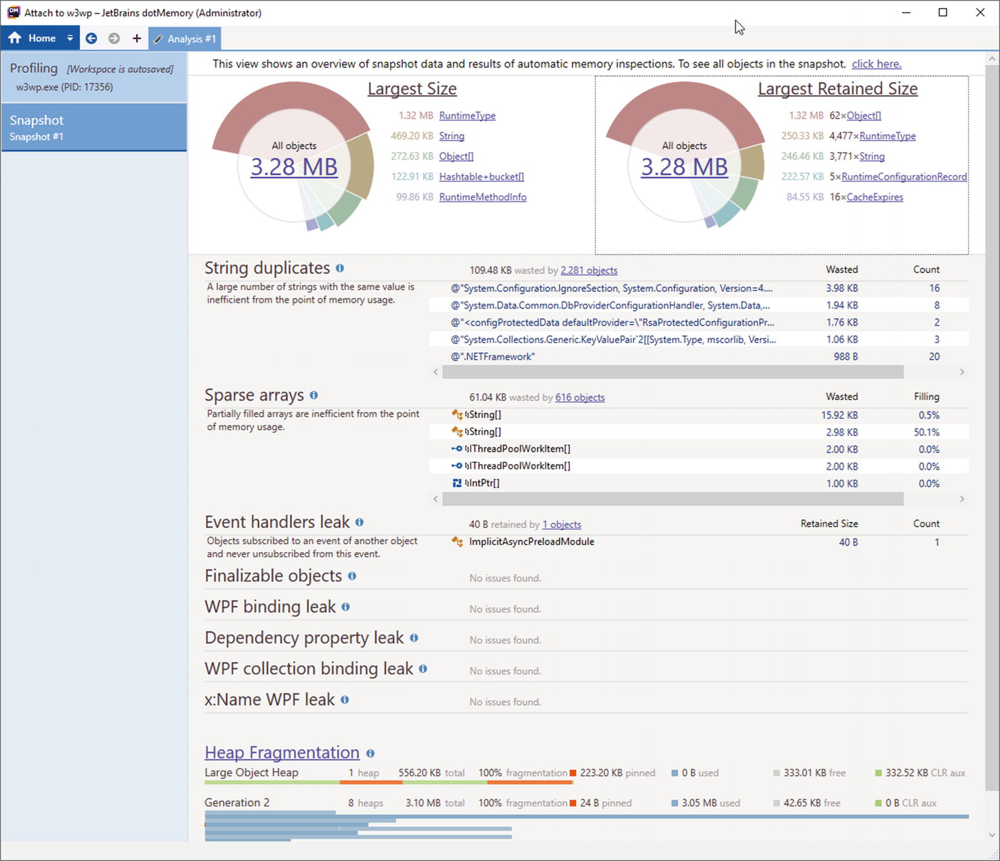 Attach to w3wp – JetBrains dotMemory (Administrator)
Home
Analysis #1
Profiling [Workspace is autosaved]
w3wp.exe (PID: 17356)
Snapshot
Snapshot #1
This view shows an overview of snapshot data and results of automatic memory inspections. To see all objects in the snapshot, click here.
Largest Size
All objects
3.28 MB
1.32 MB RuntimeType
469.20 KB String
272.63 KB Object[]
122.91 KB Hashtable+bucket[]
99.86 KB RuntimeMethodInfo
Largest Retained Size
All objects
3.28 MB
1.32 MB 62×Object[]
250.33 KB 4,477×RuntimeType
246.46 KB 3,771×String
222.57 KB 5×RuntimeConfigurationRecord
84.55 KB 16×CacheExpires
String duplicates 109.48 KB wasted by 2,281 objects Wasted Count
A large number of strings with the same value is
inefficient from the point of memory usage.
@"System.Configuration.IgnoreSection, System.Configuration, Version=4.... 3.98 KB 16
@"System.Data.Common.DbProviderConfigurationHandler, System.Data,... 1.94 KB 8
@"<configProtectedData defaultProvider=\"RsaProtectedConfigurationPr... 1.76 KB 2
@"System.Collections.Generic.KeyValuePair`2[[System.Type, mscorlib, Versi... 1.06 KB 3
@".NETFramework" 988 B 20
Sparse arrays 61.04 KB wasted by 616 objects Wasted Filling
Partially filled arrays are inefficient from the point
of memory usage.
String[] 15.92 KB 0.5%
String[] 2.98 KB 50.1%
IThreadPoolWorkItem[] 2.00 KB 0.0%
IThreadPoolWorkItem[] 2.00 KB 0.0%
IntPtr[] 1.00 KB 0.0%
Event handlers leak 40 B retained by 1 objects Retained Size Count
Objects subscribed to an event of another object
and never unsubscribed from this event.
ImplicitAsyncPreloadModule 40 B 1
Finalizable objects No issues found.
WPF binding leak No issues found.
Dependency property leak No issues found.
WPF collection binding leak No issues found.
x:Name WPF leak No issues found.
Heap Fragmentation
Large Object Heap 1 heap 556.20 KB total 100% fragmentation 223.20 KB pinned 0 B used 333.01 KB free 332.52 KB CLR aux
Generation 2 8 heaps 3.10 MB total 100% fragmentation 24 B pinned 3.05 MB used 42.65 KB free 0 B CLR aux